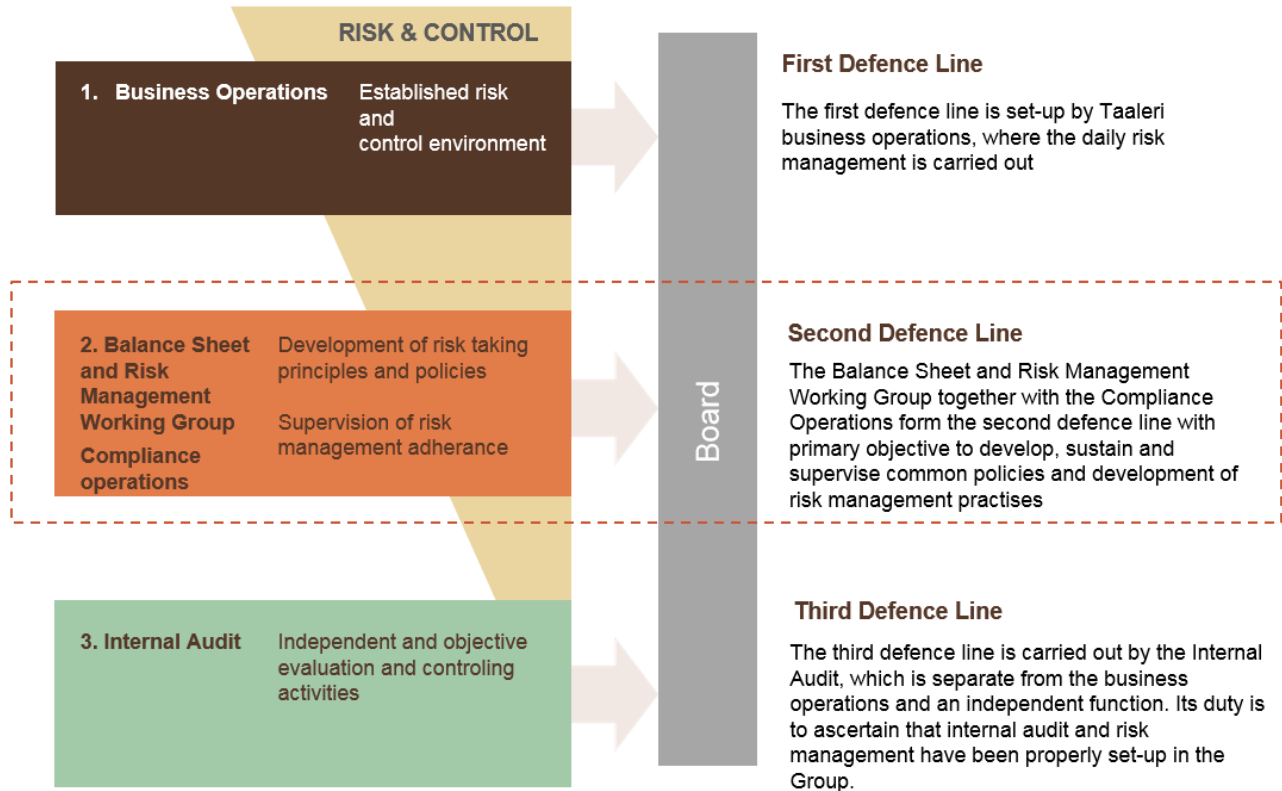 RISK & CONTROL
1. Business Operations
Established risk
and
control environment
First Defence Line
The first defence line is set-up by Taaleri
business operations, where the daily risk
management is carried out
2. Balance Sheet
and Risk
Management
Working Group
Compliance
operations
Development of risk taking
principles and policies
Supervision of risk
management adherance
Board
Second Defence Line
The Balance Sheet and Risk Management
Working Group together with the Compliance
Operations form the second defence line with
primary objective to develop, sustain and
supervise common policies and development of
risk management practises
3. Internal Audit
Independent and objective
evaluation and controling
activities
Third Defence Line
The third defence line is carried out by the Internal
Audit, which is separate from the business
operations and an independent function. Its duty is
to ascertain that internal audit and risk
management have been properly set-up in the
Group.